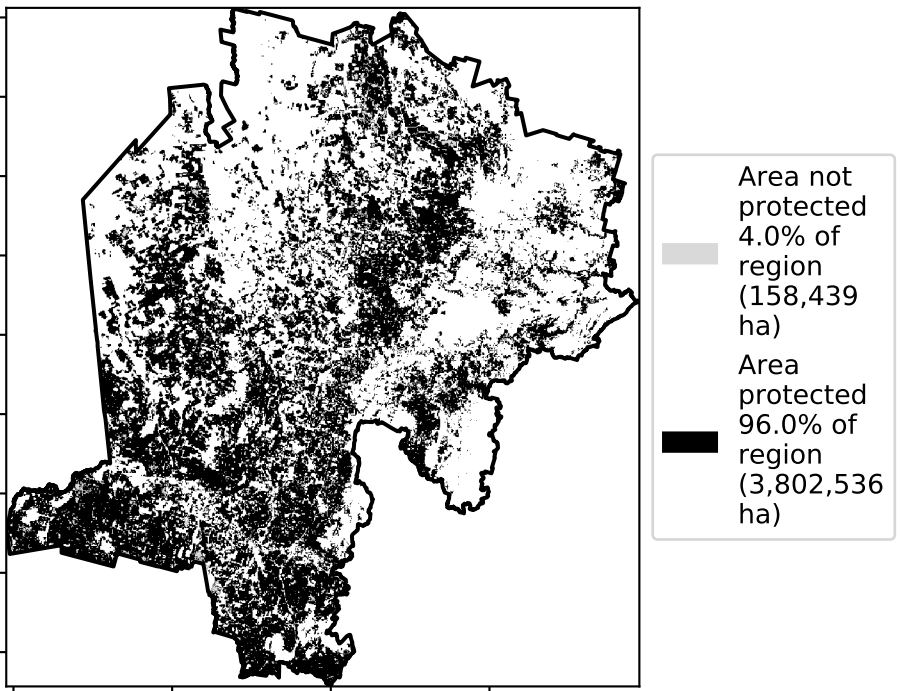 Area not
protected
4.0% of
region
(158,439
ha)
Area
protected
96.0% of
region
(3,802,536
ha)